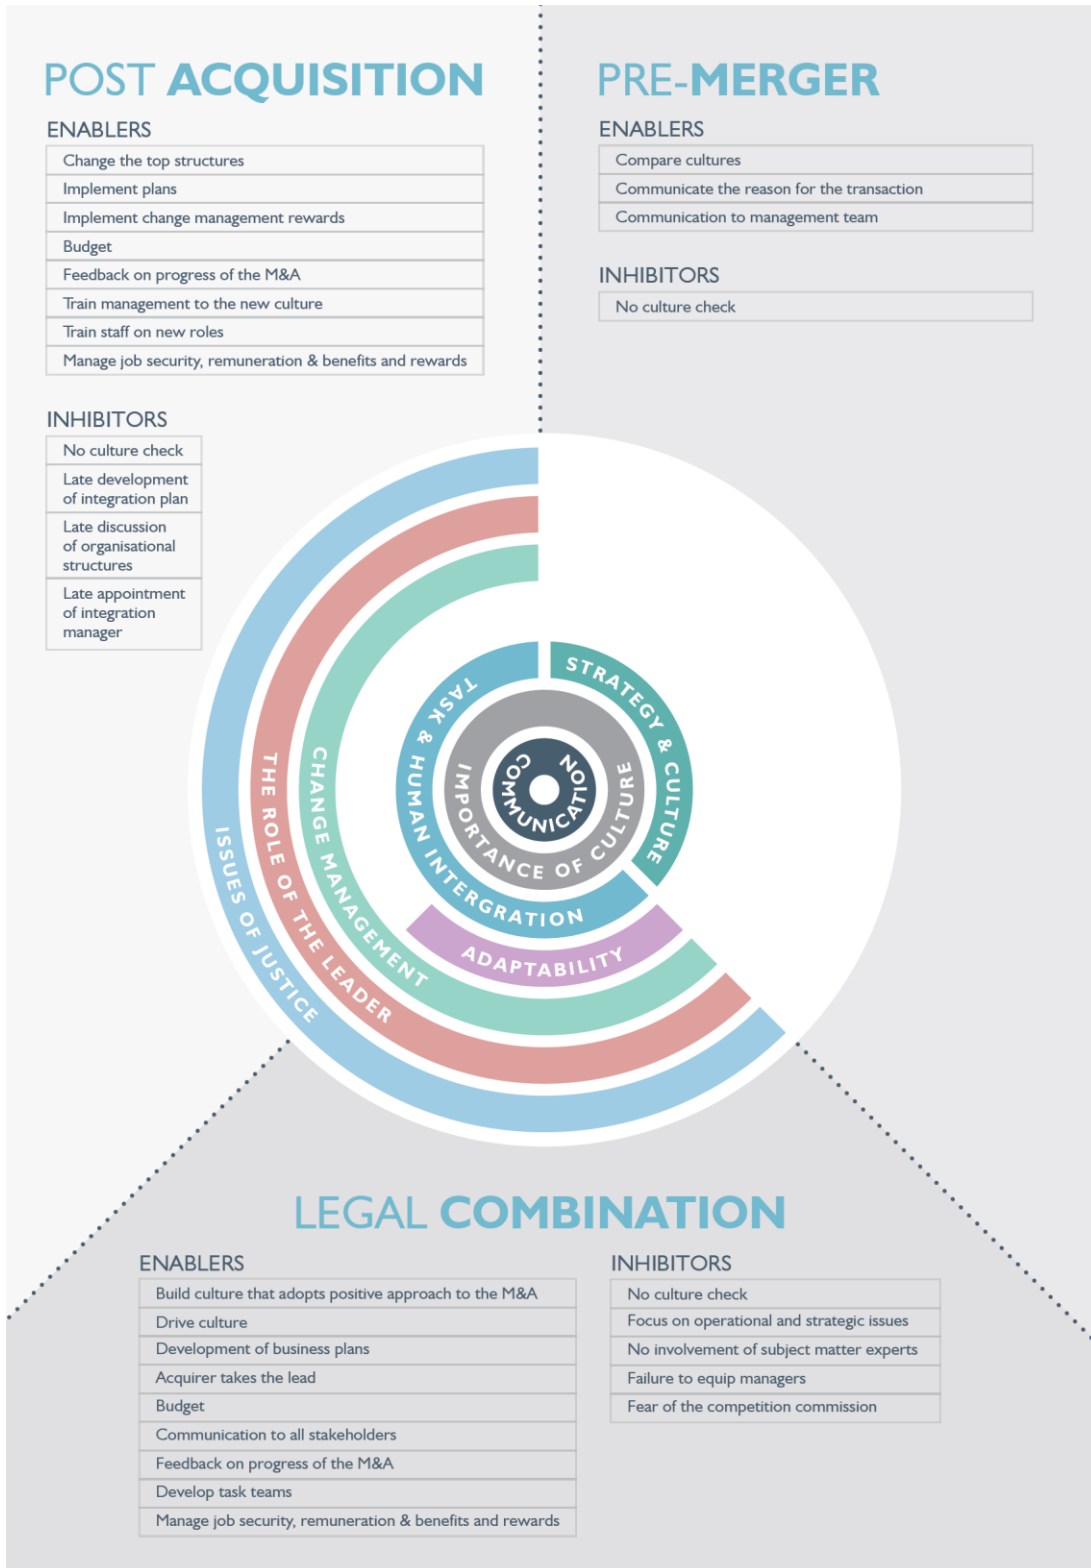 POST ACQUISITION
ENABLERS
Change the top structures
Implement plans
Implement change management rewards
Budget
Feedback on progress of the M&A
Train management to the new culture
Train staff on new roles
Manage job security, remuneration & benefits and rewards
INHIBITORS
No culture check
Late development
of integration plan
Late discussion
of organisational
structures
Late appointment
of integration
manager
PRE-MERGER
ENABLERS
Compare cultures
Communicate the reason for the transaction
Communication to management team
INHIBITORS
No culture check
ISSUES OF JUSTICE
THE ROLE OF THE LEADER
CHANGE MANAGEMENT
TASK & HUMAN INTERGRATION
STRATEGY & CULTURE
IMPORTANCE OF CULTURE
COMMUNICATION
ADAPTABILITY
LEGAL COMBINATION
ENABLERS
Build culture that adopts positive approach to the M&A
Drive culture
Development of business plans
Acquirer takes the lead
Budget
Communication to all stakeholders
Feedback on progress of the M&A
Develop task teams
Manage job security, remuneration & benefits and rewards
INHIBITORS
No culture check
Focus on operational and strategic issues
No involvement of subject matter experts
Failure to equip managers
Fear of the competition commission